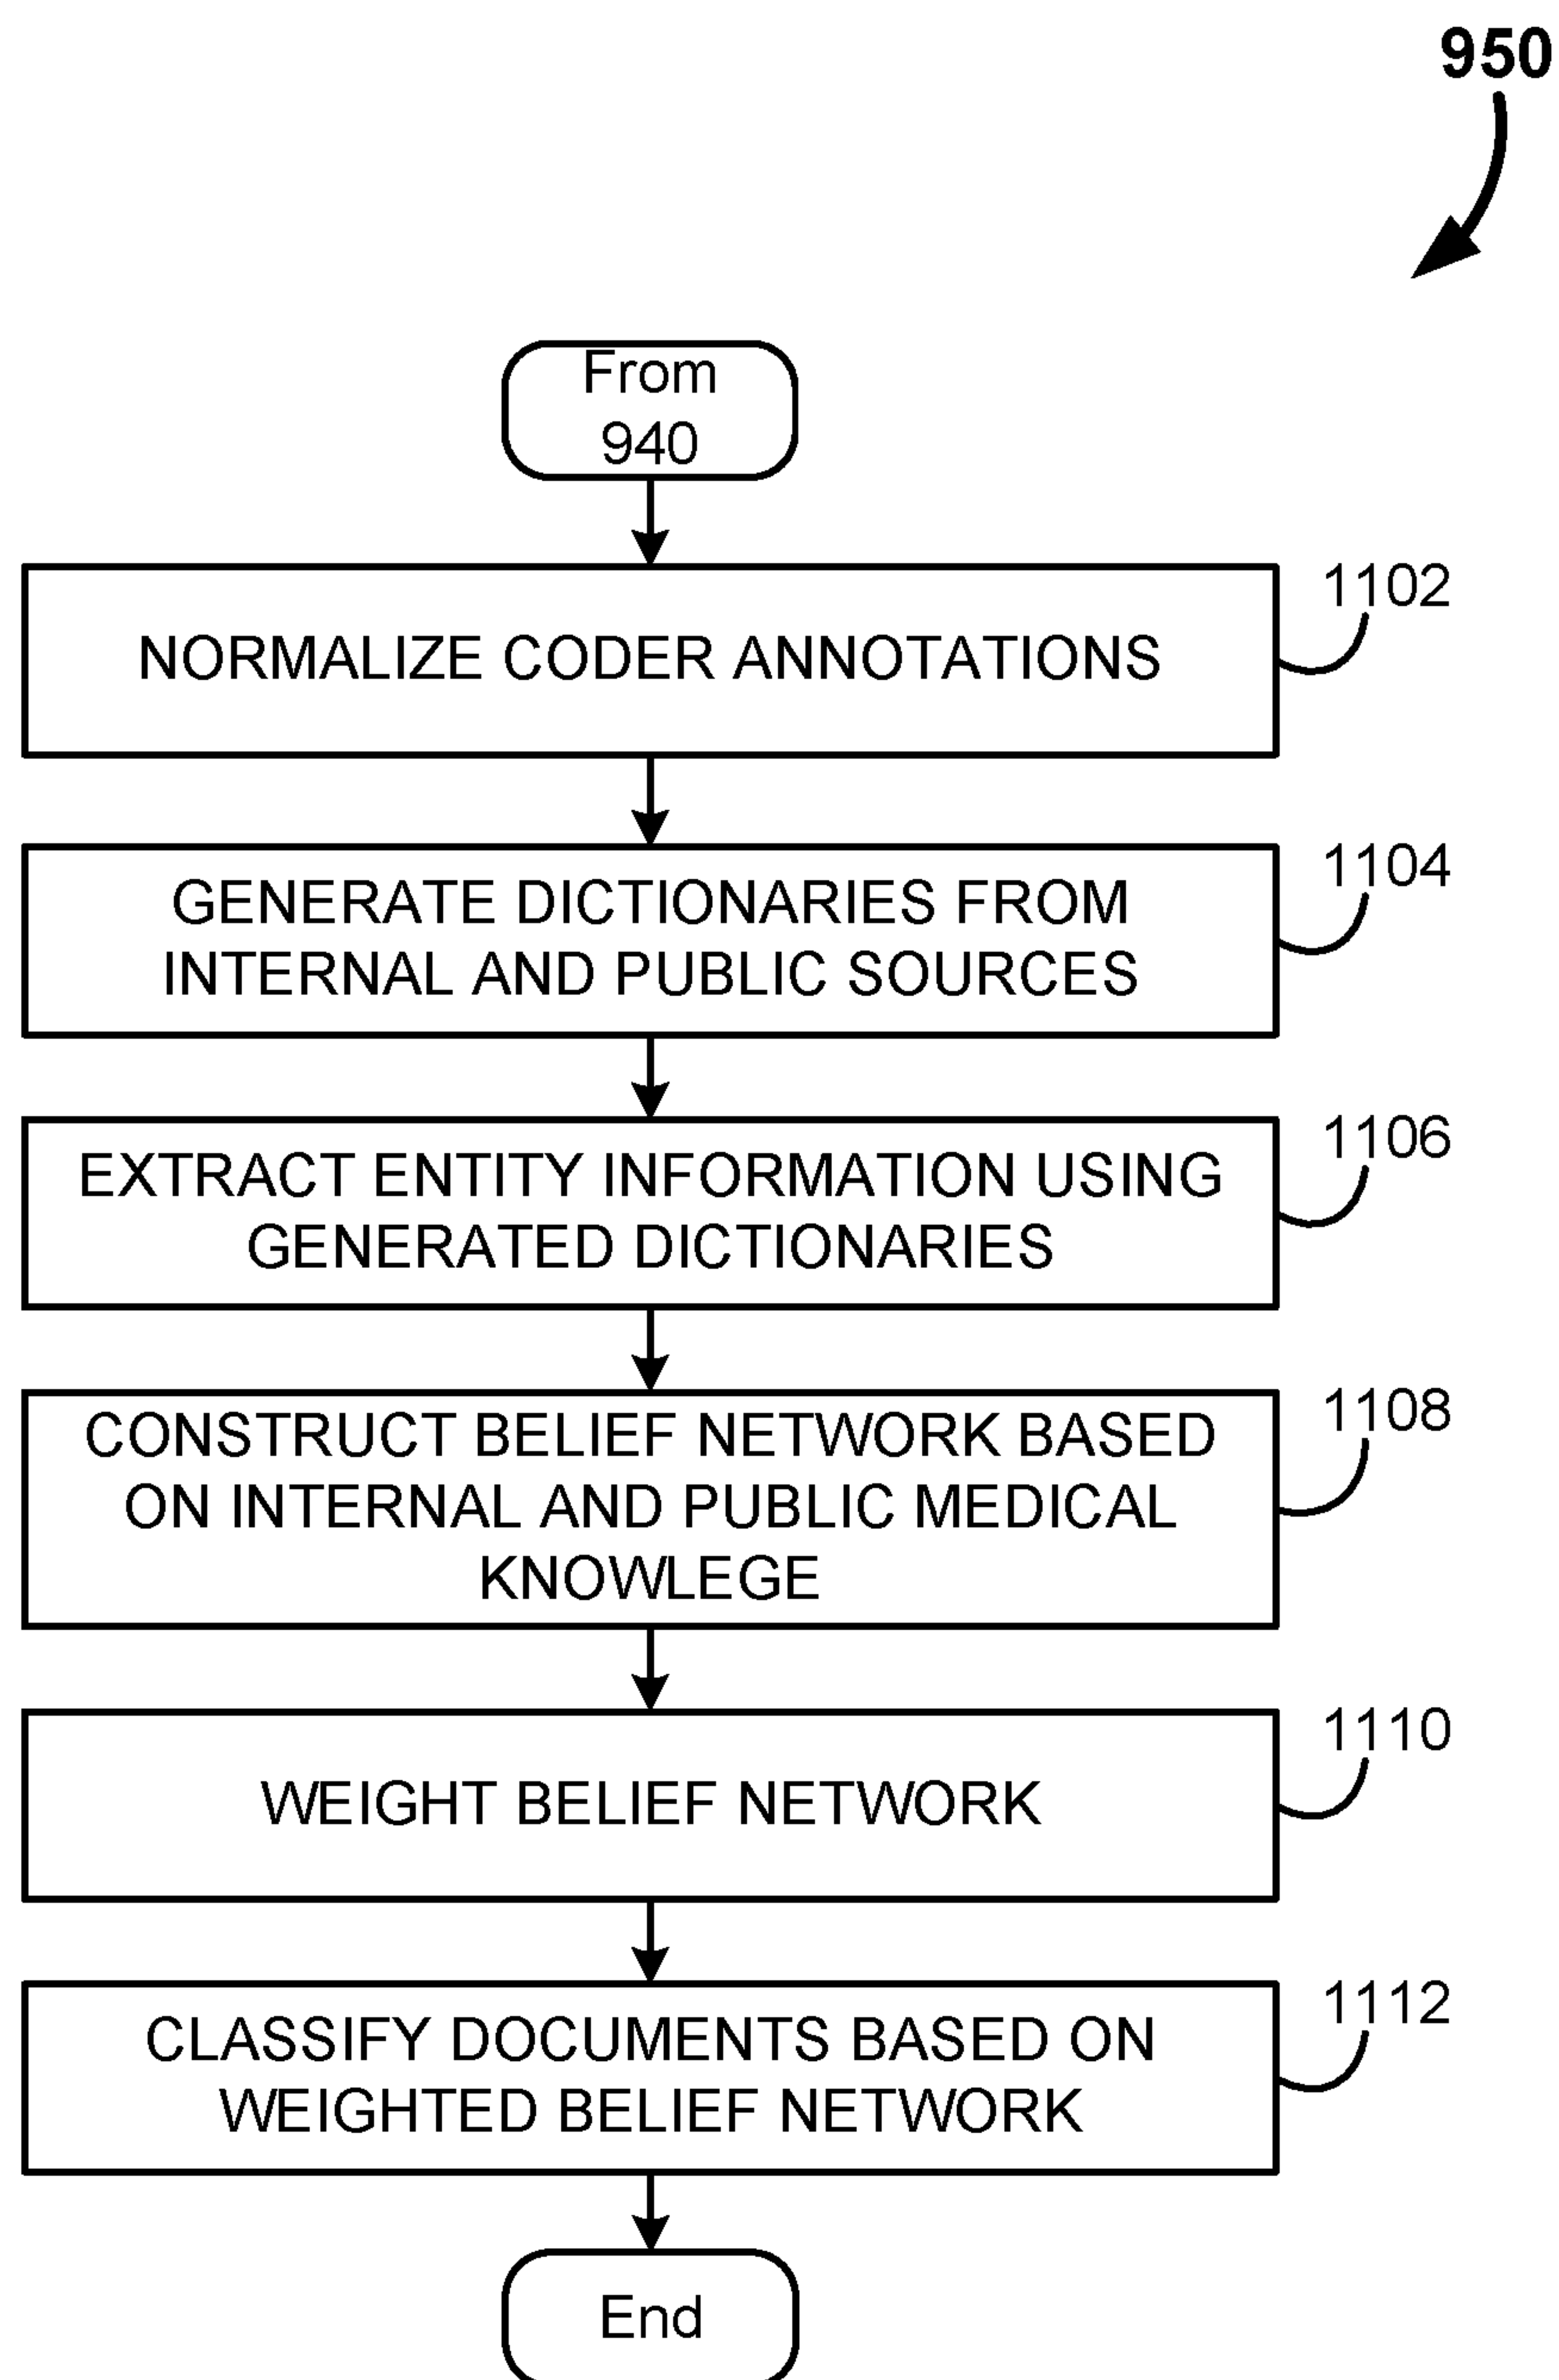 950
From
940
NORMALIZE CODER ANNOTATIONS
1102
GENERATE DICTIONARIES FROM
INTERNAL AND PUBLIC SOURCES
1104
EXTRACT ENTITY INFORMATION USING
GENERATED DICTIONARIES
1106
CONSTRUCT BELIEF NETWORK BASED
ON INTERNAL AND PUBLIC MEDICAL
KNOWLEGE
1108
WEIGHT BELIEF NETWORK
1110
CLASSIFY DOCUMENTS BASED ON
WEIGHTED BELIEF NETWORK
1112
End